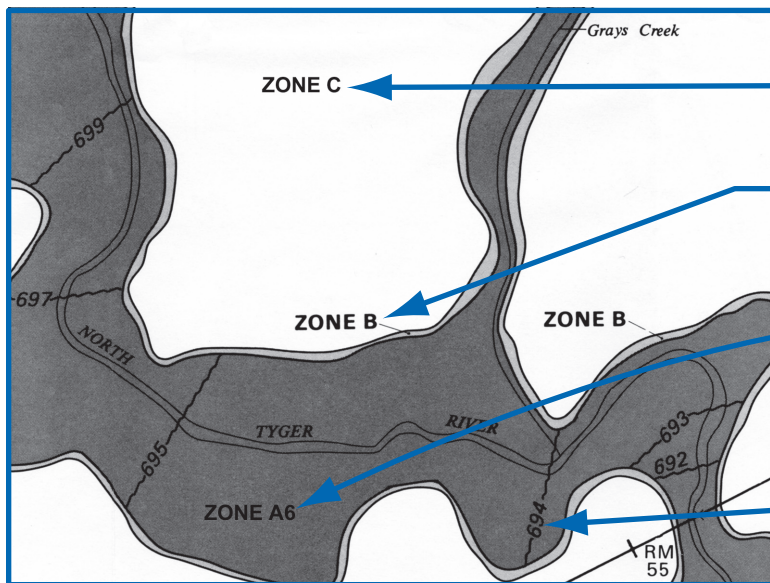 Grays Creek
ZONE C
699
697
ZONE B
ZONE B
NORTH
TYGER
RIVER
695
693
692
ZONE A6
694
RM
55